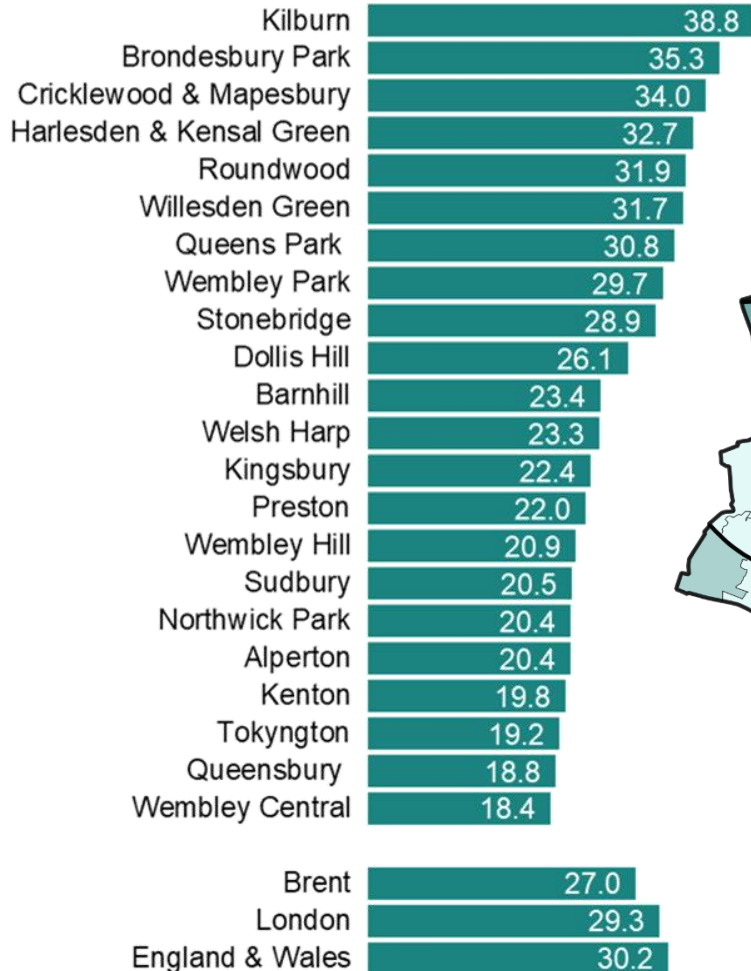 Kilburn 38.8
Brondesbury Park 35.3
Cricklewood & Mapesbury 34.0
Harlesden & Kensal Green 32.7
Roundwood 31.9
Willesden Green 31.7
Queens Park 30.8
Wembley Park 29.7
Stonebridge 28.9
Dollis Hill 26.1
Barnhill 23.4
Welsh Harp 23.3
Kingsbury 22.4
Preston 22.0
Wembley Hill 20.9
Sudbury 20.5
Northwick Park 20.4
Alperton 20.4
Kenton 19.8
Tokyngton 19.2
Queensbury 18.8
Wembley Central 18.4
Brent 27.0
London 29.3
England & Wales 30.2